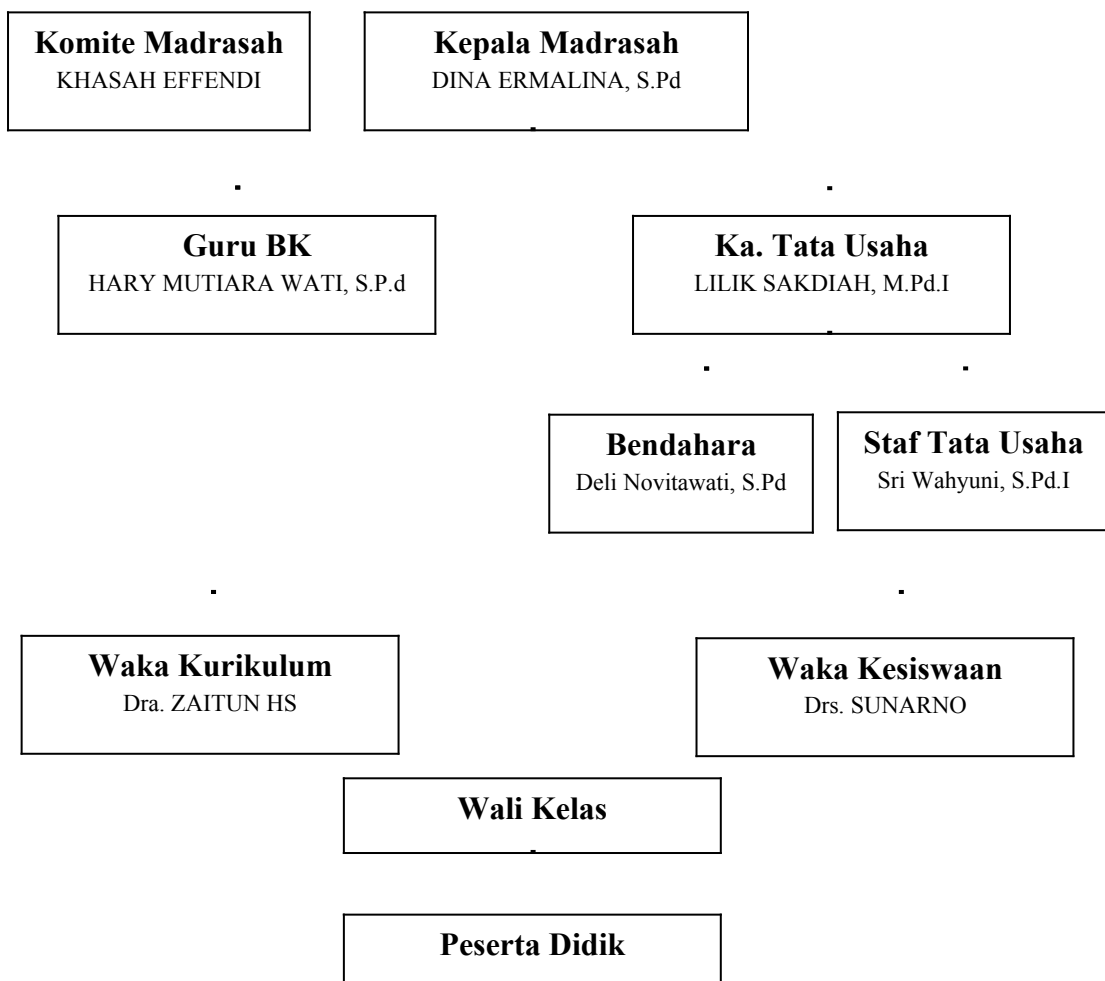 Komite Madrasah
KHASAH EFFENDI
Kepala Madrasah
DINA ERMALINA, S.Pd
Guru BK
HARY MUTIARA WATI, S.P.d
Ka. Tata Usaha
LILIK SAKDIAH, M.Pd.I
Bendahara
Deli Novitawati, S.Pd
Staf Tata Usaha
Sri Wahyuni, S.Pd.I
Waka Kurikulum
Dra. ZAITUN HS
Waka Kesiswaan
Drs. SUNARNO
Wali Kelas
Peserta Didik